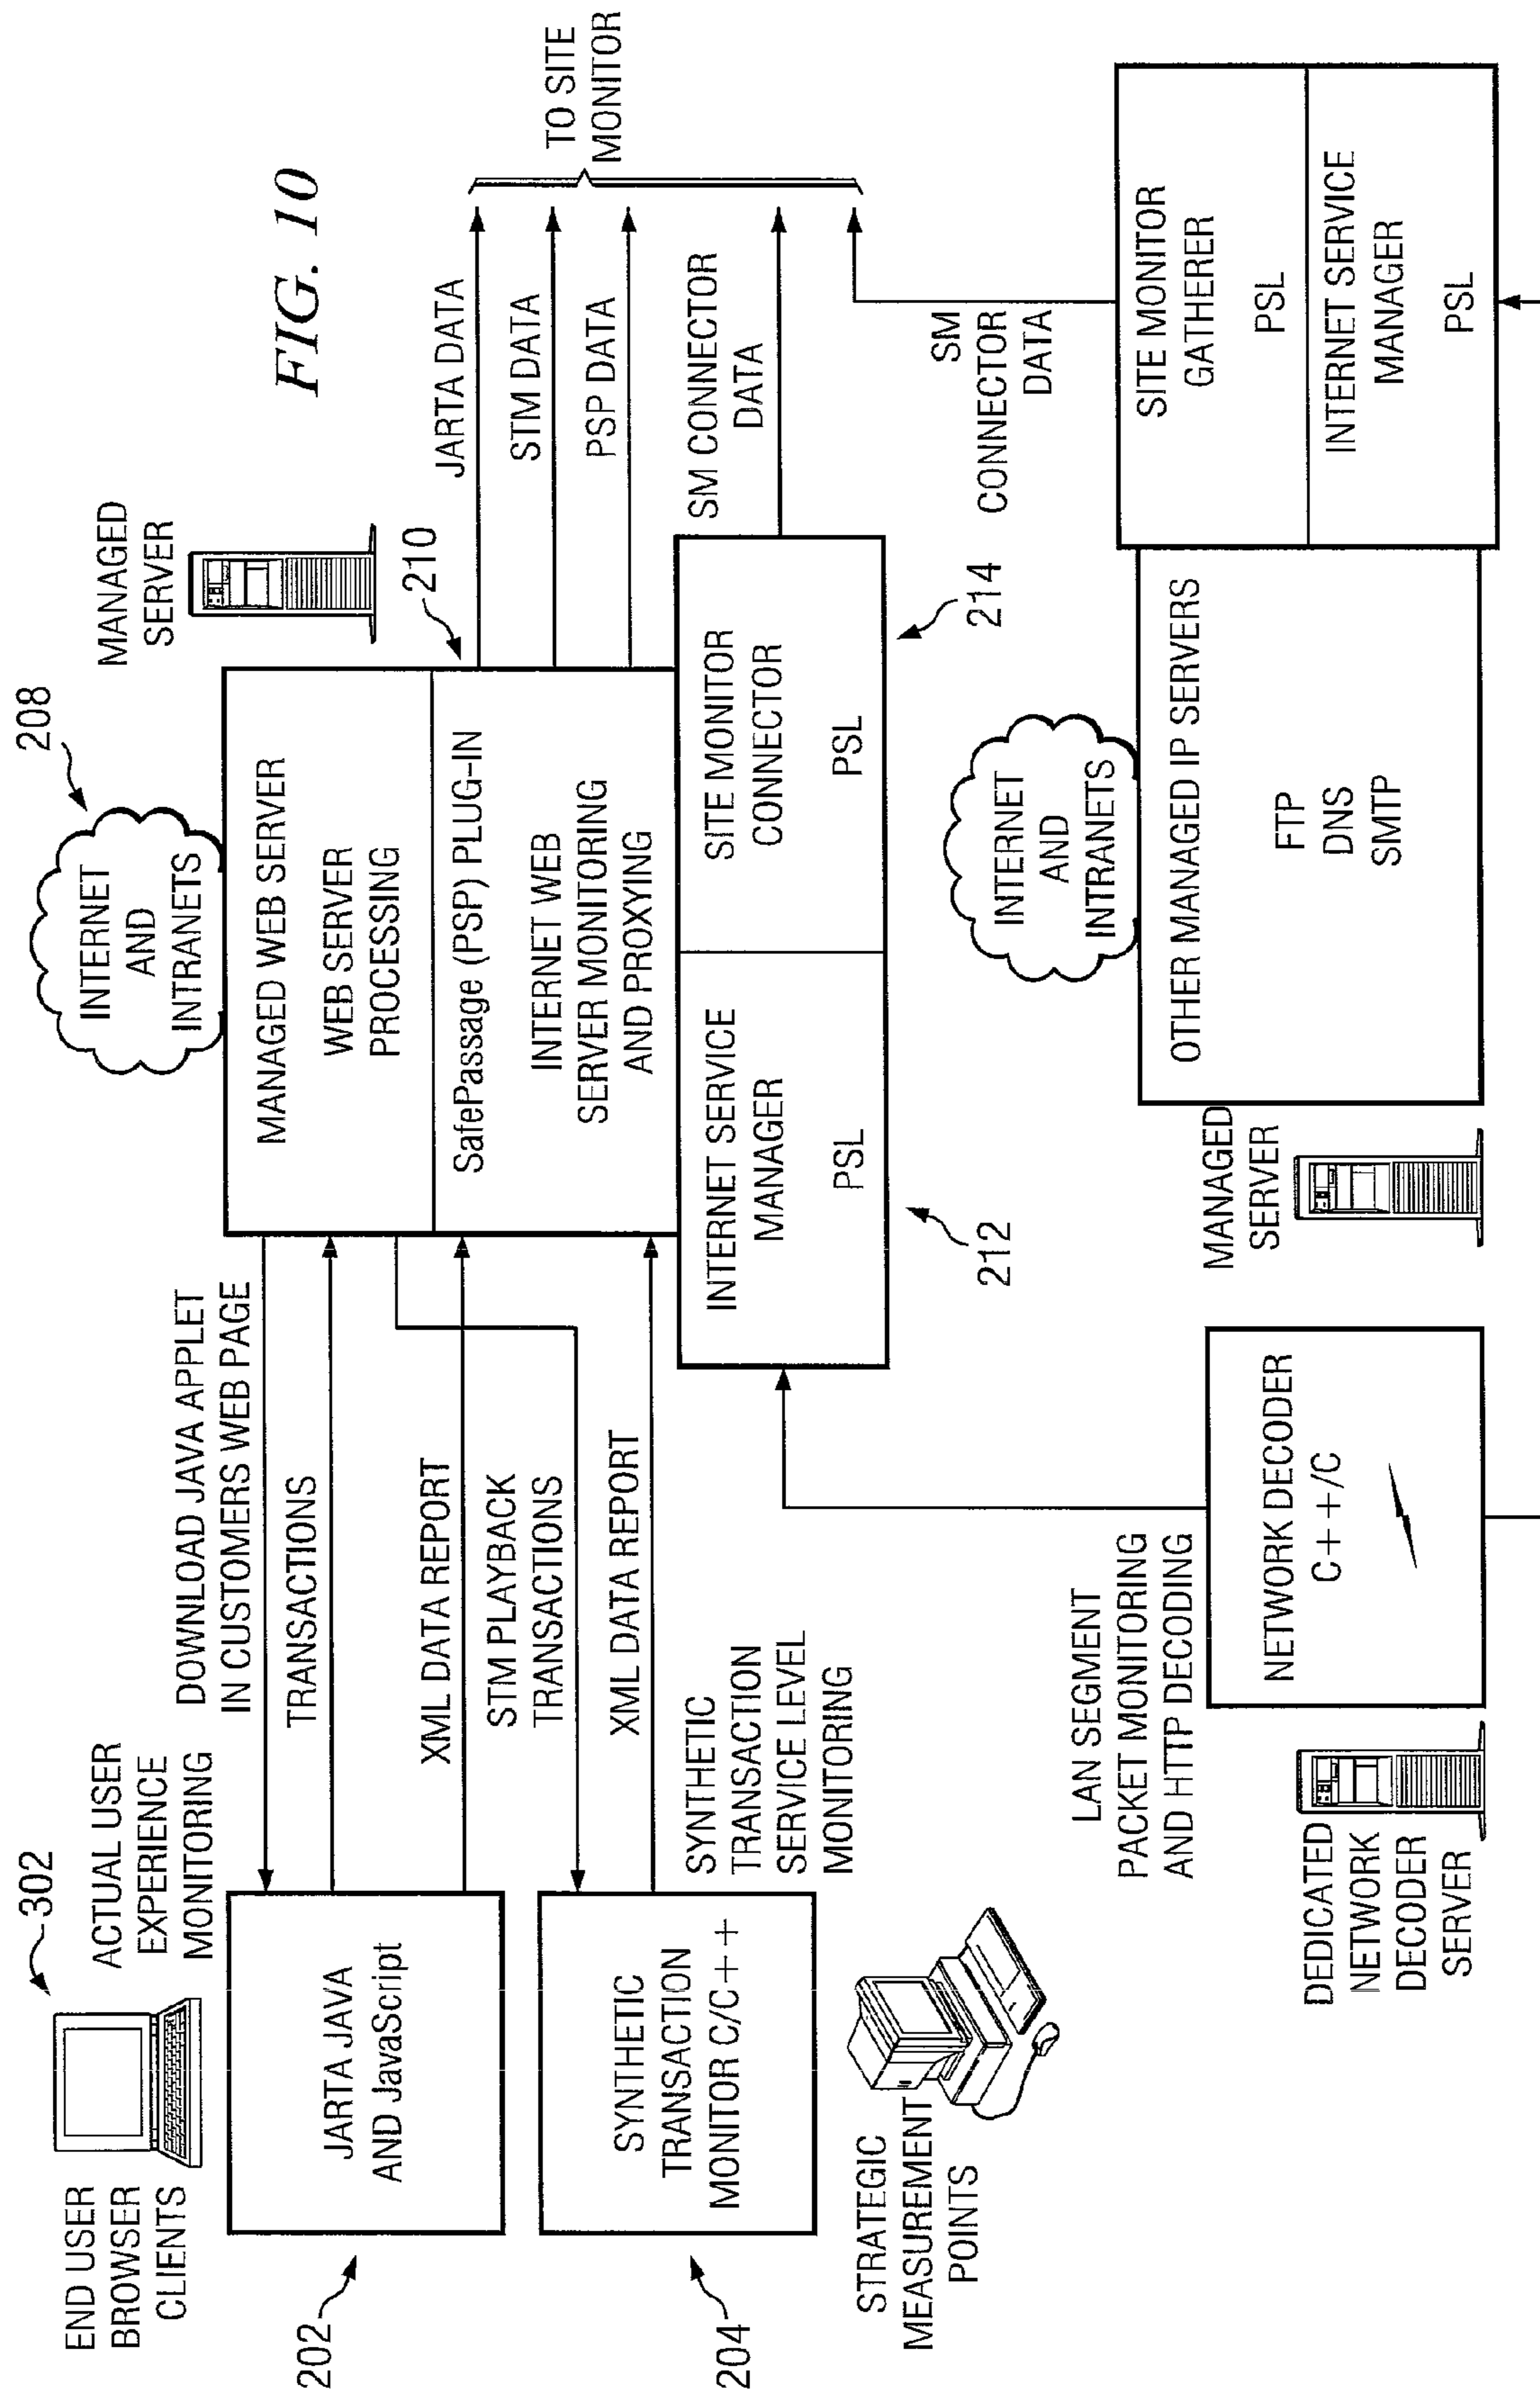 FIG. 10
302
END USER
BROWSER
CLIENTS
ACTUAL USER
EXPERIENCE
MONITORING
202
JARTA JAVA
AND JavaScript
DOWNLOAD JAVA APPLET
IN CUSTOMERS WEB PAGE
TRANSACTIONS
XML DATA REPORT
STM PLAYBACK
TRANSACTIONS
XML DATA REPORT
204
SYNTHETIC
TRANSACTION
MONITOR C/C++
SYNTHETIC
TRANSACTION
SERVICE LEVEL
MONITORING
STRATEGIC
MEASUREMENT
POINTS
208
INTERNET
AND
INTRANETS
MANAGED
SERVER
MANAGED WEB SERVER
WEB SERVER
PROCESSING
210
SafePassage (PSP) PLUG-IN
INTERNET WEB
SERVER MONITORING
AND PROXYING
INTERNET SERVICE
MANAGER
PSL
212
SITE MONITOR
CONNECTOR
PSL
214
JARTA DATA
STM DATA
PSP DATA
SM CONNECTOR
DATA
TO SITE
MONITOR
SM
CONNECTOR
DATA
LAN SEGMENT
PACKET MONITORING
AND HTTP DECODING
NETWORK DECODER
C++/C
DEDICATED
NETWORK
DECODER
SERVER
MANAGED
SERVER
INTERNET
AND
INTRANETS
OTHER MANAGED IP SERVERS
FTP
DNS
SMTP
SITE MONITOR
GATHERER
PSL
INTERNET SERVICE
MANAGER
PSL